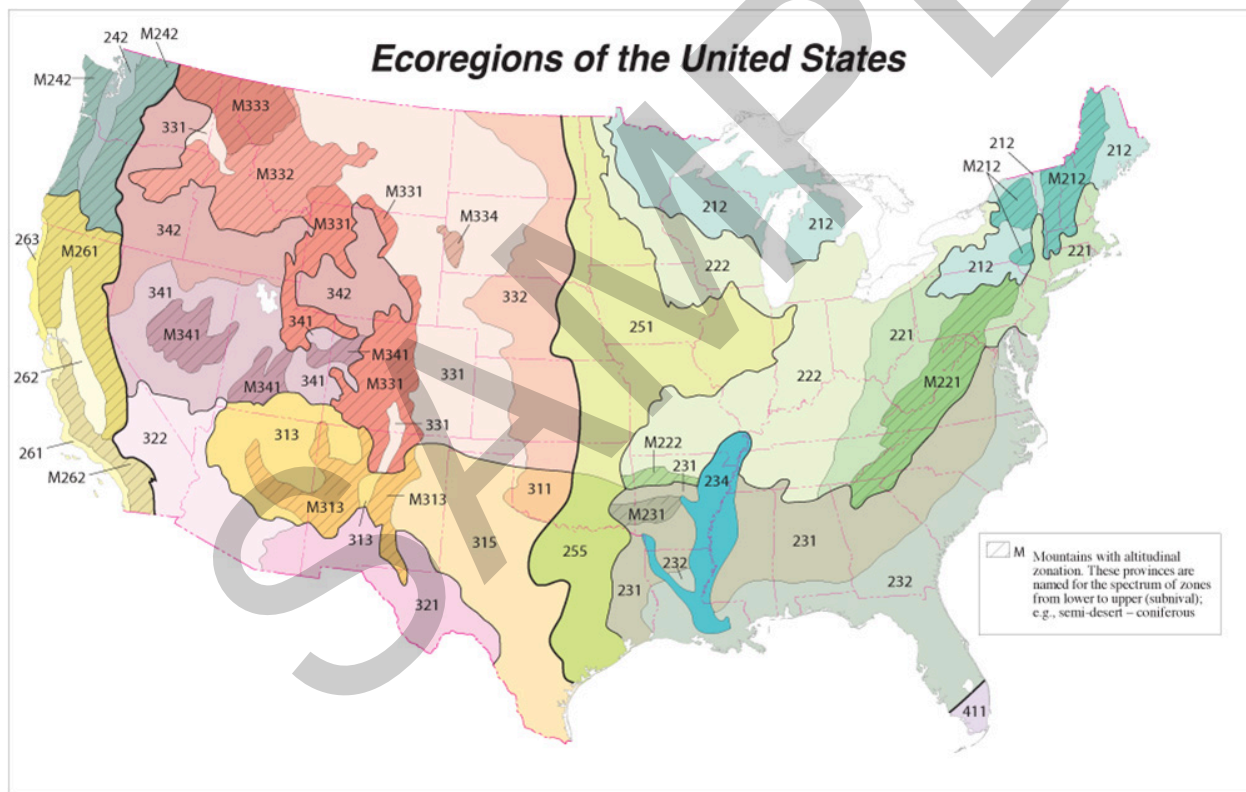 Ecoregions of the United States
242
M242
M242
M333
331
M332
M331
M331
M334
342
263
M261
341
342
341
M341
M341
M341
341
M331
331
331
332
262
261
M262
322
313
M313
M313
313
321
315
311
255
251
212
212
222
222
M222
231
M231
234
232
231
231
232
221
M221
212
M212
212
M212
212
221
411
M Mountains with altitudinal
zonation. These provinces are
named for the spectrum of zones
from lower to upper (subnival);
e.g., semi-desert – coniferous
SAMPLE